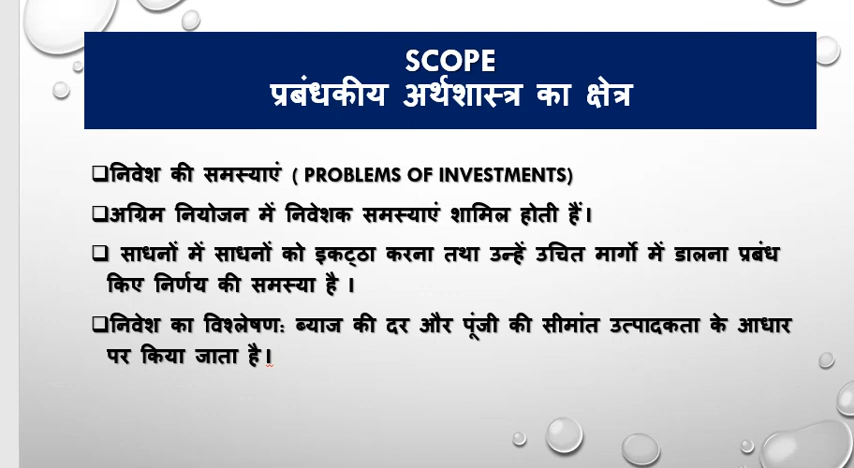 SCOPE
प्रबंधकीय अर्थशास्त्र का क्षेत्र
❑निवेश की समस्याएं ( PROBLEMS OF INVESTMENTS)
❑अग्रिम नियोजन में निवेशक समस्याएं शामिल होती हैं।
❑ साधनों में साधनों को इकट्ठा करना तथा उन्हें उचित मार्गो में डालना प्रबंध
किए निर्णय की समस्या है ।
❑निवेश का विश्लेषण: ब्याज की दर और पूंजी की सीमांत उत्पादकता के आधार
पर किया जाता है।